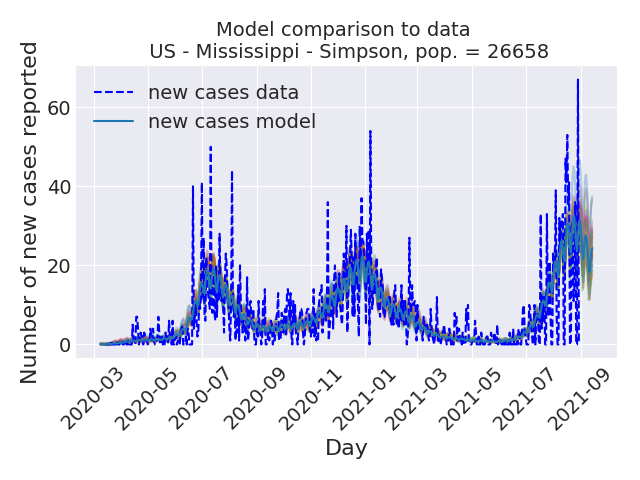 Model comparison to data
US - Mississippi - Simpson, pop. = 26658
new cases data
new cases model
Number of new cases reported
60
40
20
0
2020-03
2020-05
2020-07
2020-09
2020-11
2021-01
2021-03
2021-05
2021-07
2021-09
Day